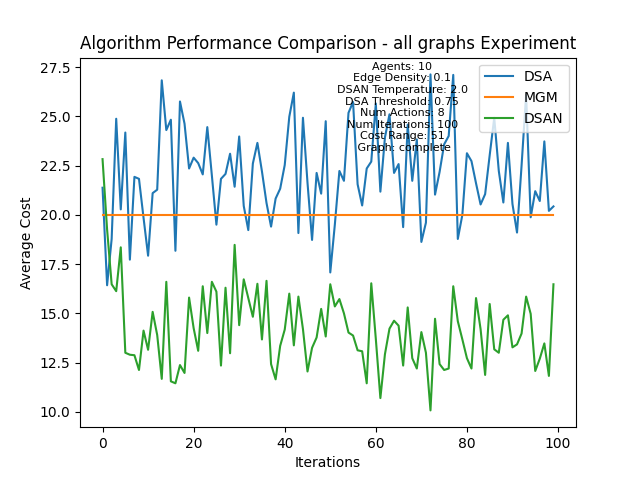 Algorithm Performance Comparison - all graphs Experiment
Agents: 10
Edge Density: 0.1
DSAN Temperature: 2.0
DSA Threshold: 0.75
Num Actions: 8
Num Iterations: 100
Cost Range: 51
Graph: complete
DSA
MGM
DSAN
Average Cost
27.5
25.0
22.5
20.0
17.5
15.0
12.5
10.0
0 20 40 60 80 100
Iterations